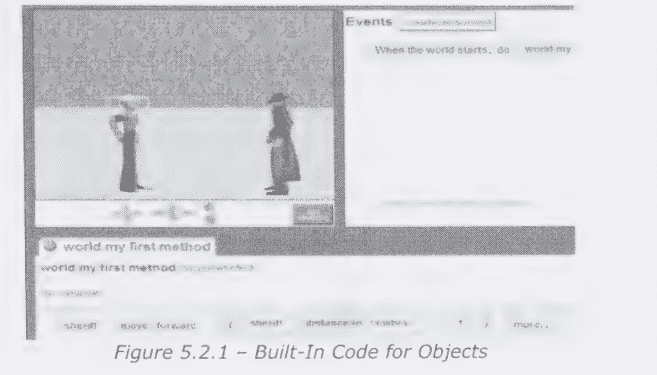 Events
When the world starts, do world my
world my first method
world my first method
sheriff move forward ( sheriff distance to cowboy 1 ) more..
Figure 5.2.1 – Built-In Code for Objects